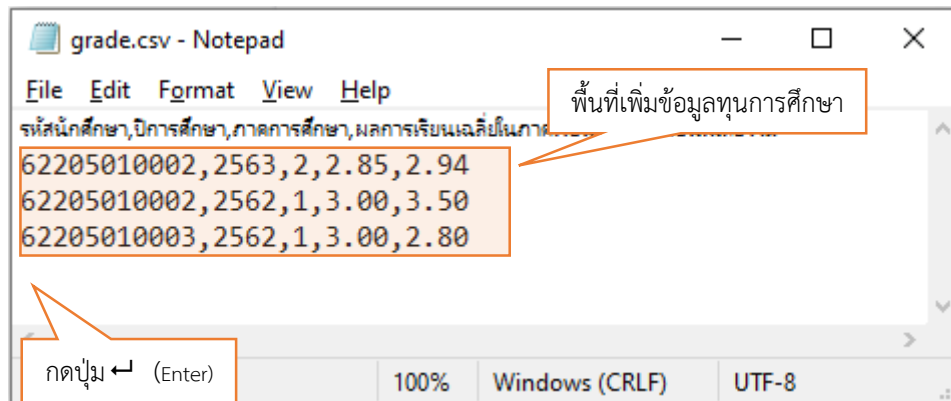 grade.csv - Notepad
File Edit Format View Help
พื้นที่เพิ่มข้อมูลทุนการศึกษา
รหัสนักศึกษา,ปีการศึกษา,ภาคการศึกษา,ผลการเรียนเฉลี่ยในภาค
62205010002,2563,2,2.85,2.94
62205010002,2562,1,3.00,3.50
62205010003,2562,1,3.00,2.80
กดปุ่ม ↵ (Enter)
100% Windows (CRLF) UTF-8